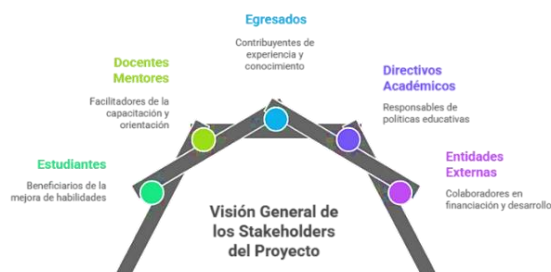 Egresados
Contribuyentes de
experiencia y
conocimiento
Docentes
Mentores
Facilitadores de la
capacitación y
orientación
Directivos
Académicos
Responsables de
políticas educativas
Estudiantes
Beneficiarios de la
mejora de habilidades
Entidades
Externas
Colaboradores en
financiación y desarrollo
Visión General de
los Stakeholders
del Proyecto